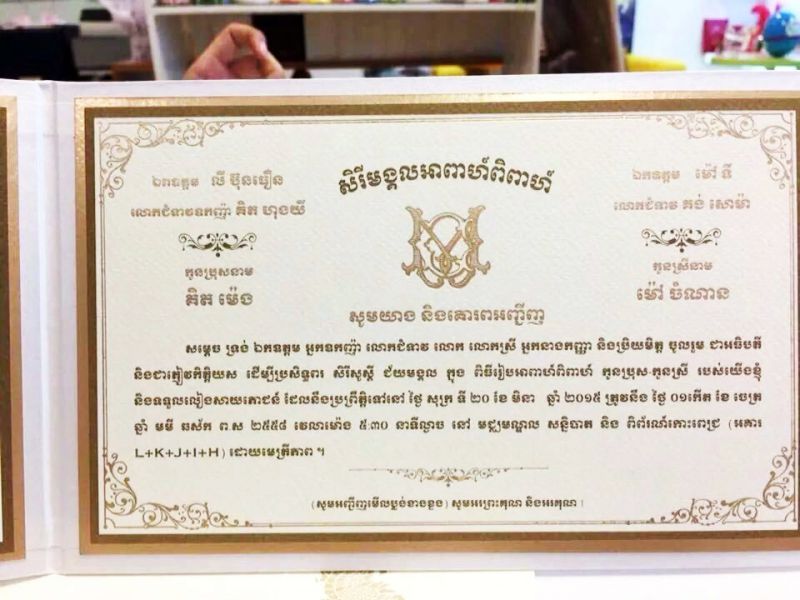 សិរីមង្គលអាពាហ៍ពិពាហ៍
ឯកឧត្តម លី ប៊ុនធឿន
លោកជំទាវឧកញ៉ា គិត ហុងយី
កូនប្រុសនាម
គិត ម៉េង
ឯកឧត្តម ម៉ៅ ទី
លោកជំទាវ គង់ សោម៉ា
កូនស្រីនាម
ម៉ៅ ចំណាន
សូមយាង និងគោរពអញ្ជើញ
សម្តេច ទ្រង់ ឯកឧត្តម អ្នកឧកញ៉ា លោកជំទាវ លោក លោកស្រី អ្នកនាងកញ្ញា និងប្រិយមិត្ត ចូលរួម ជាអធិបតី
និងជាភ្ញៀវកិត្តិយស ដើម្បីប្រសិទ្ធពរ សិរីសួស្តី ជ័យមង្គល ក្នុង ពិធីរៀបអាពាហ៍ពិពាហ៍ កូនប្រុស-កូនស្រី របស់យើងខ្ញុំ
និងទទួលលៀងសាយភោជន៍ ដែលនឹងប្រព្រឹត្តិទៅនៅ ថ្ងៃ សុក្រ ទី ២០ ខែ មិនា ឆ្នាំ ២០១៥ ត្រូវនឹង ថ្ងៃ ០១កើត ខែ ចេត្រ
ឆ្នាំ មមី ឆស័ក ព.ស ២៥៥៨ វេលាម៉ោង ៥:៣០ នាទីល្ងាច នៅ មជ្ឈមណ្ឌល សន្និបាត និង ពិព័រណ៍កោះពេជ្រ (អគារ
L+K+J+I+H) ដោយមេត្រីភាព ។
(សូមអញ្ជើញមើលប្លង់ខាងខ្នង) សូមអរព្រះគុណ និងអរគុណ !